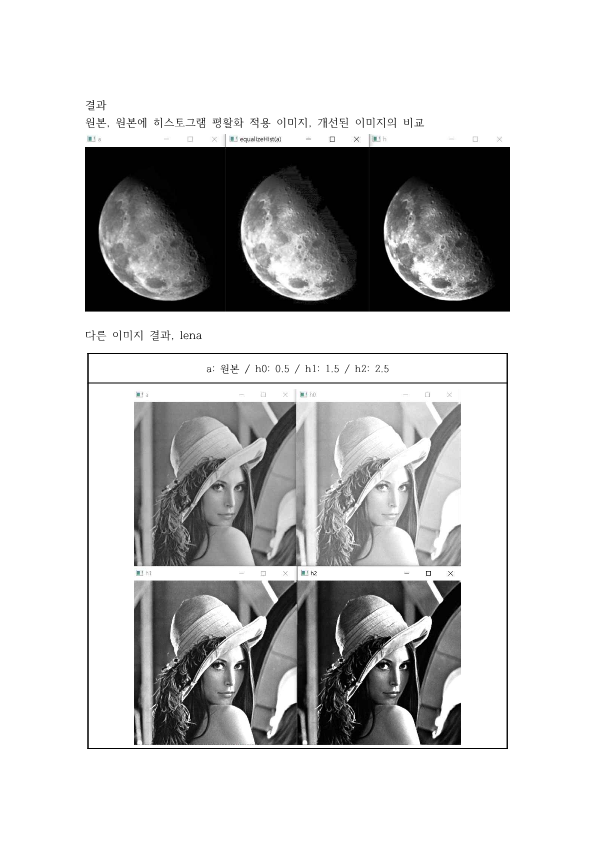 결과
원본, 원본에 히스토그램 평활화 적용 이미지, 개선된 이미지의 비교
a
equalizeHist(a)
h
다른 이미지 결과, lena
a: 원본 / h0: 0.5 / h1: 1.5 / h2: 2.5
a
h0
h1
h2